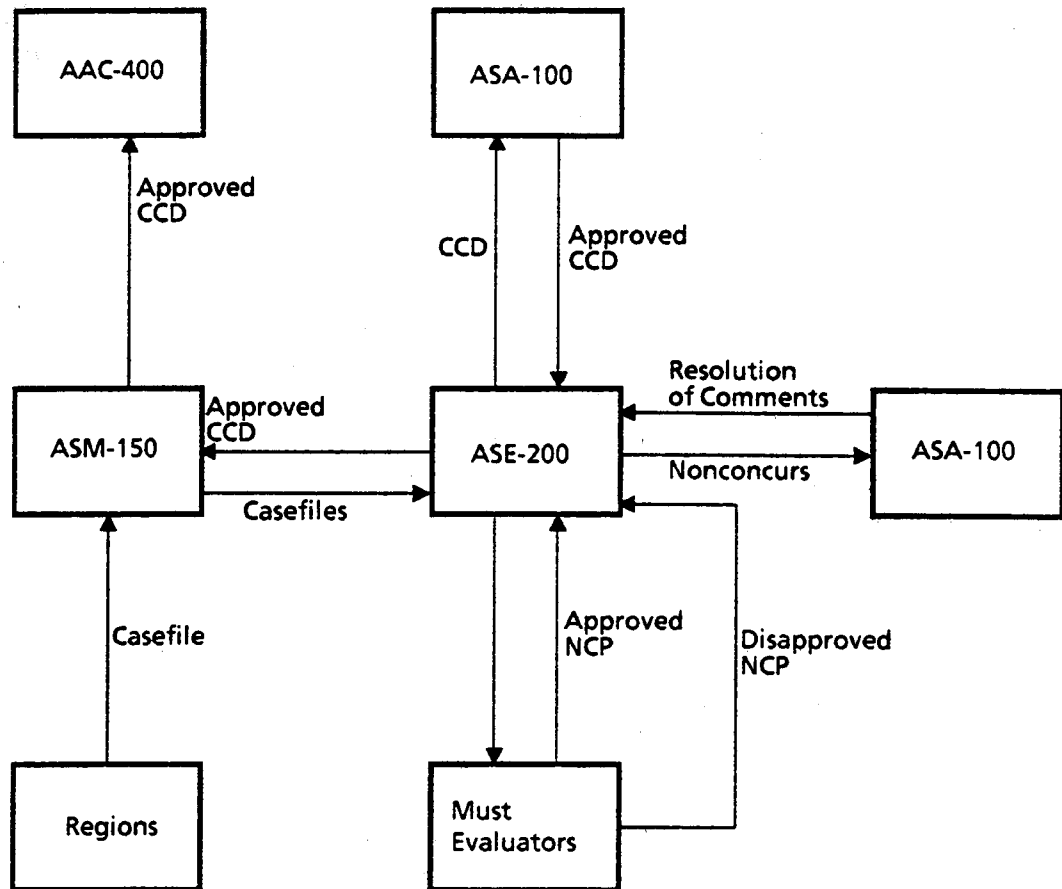 AAC-400
ASA-100
Approved
CCD
CCD
Approved
CCD
Resolution
of Comments
Approved
CCD
ASM-150
ASE-200
ASA-100
Nonconcurs
Casefiles
Casefile
Approved
NCP
Disapproved
NCP
Regions
Must
Evaluators